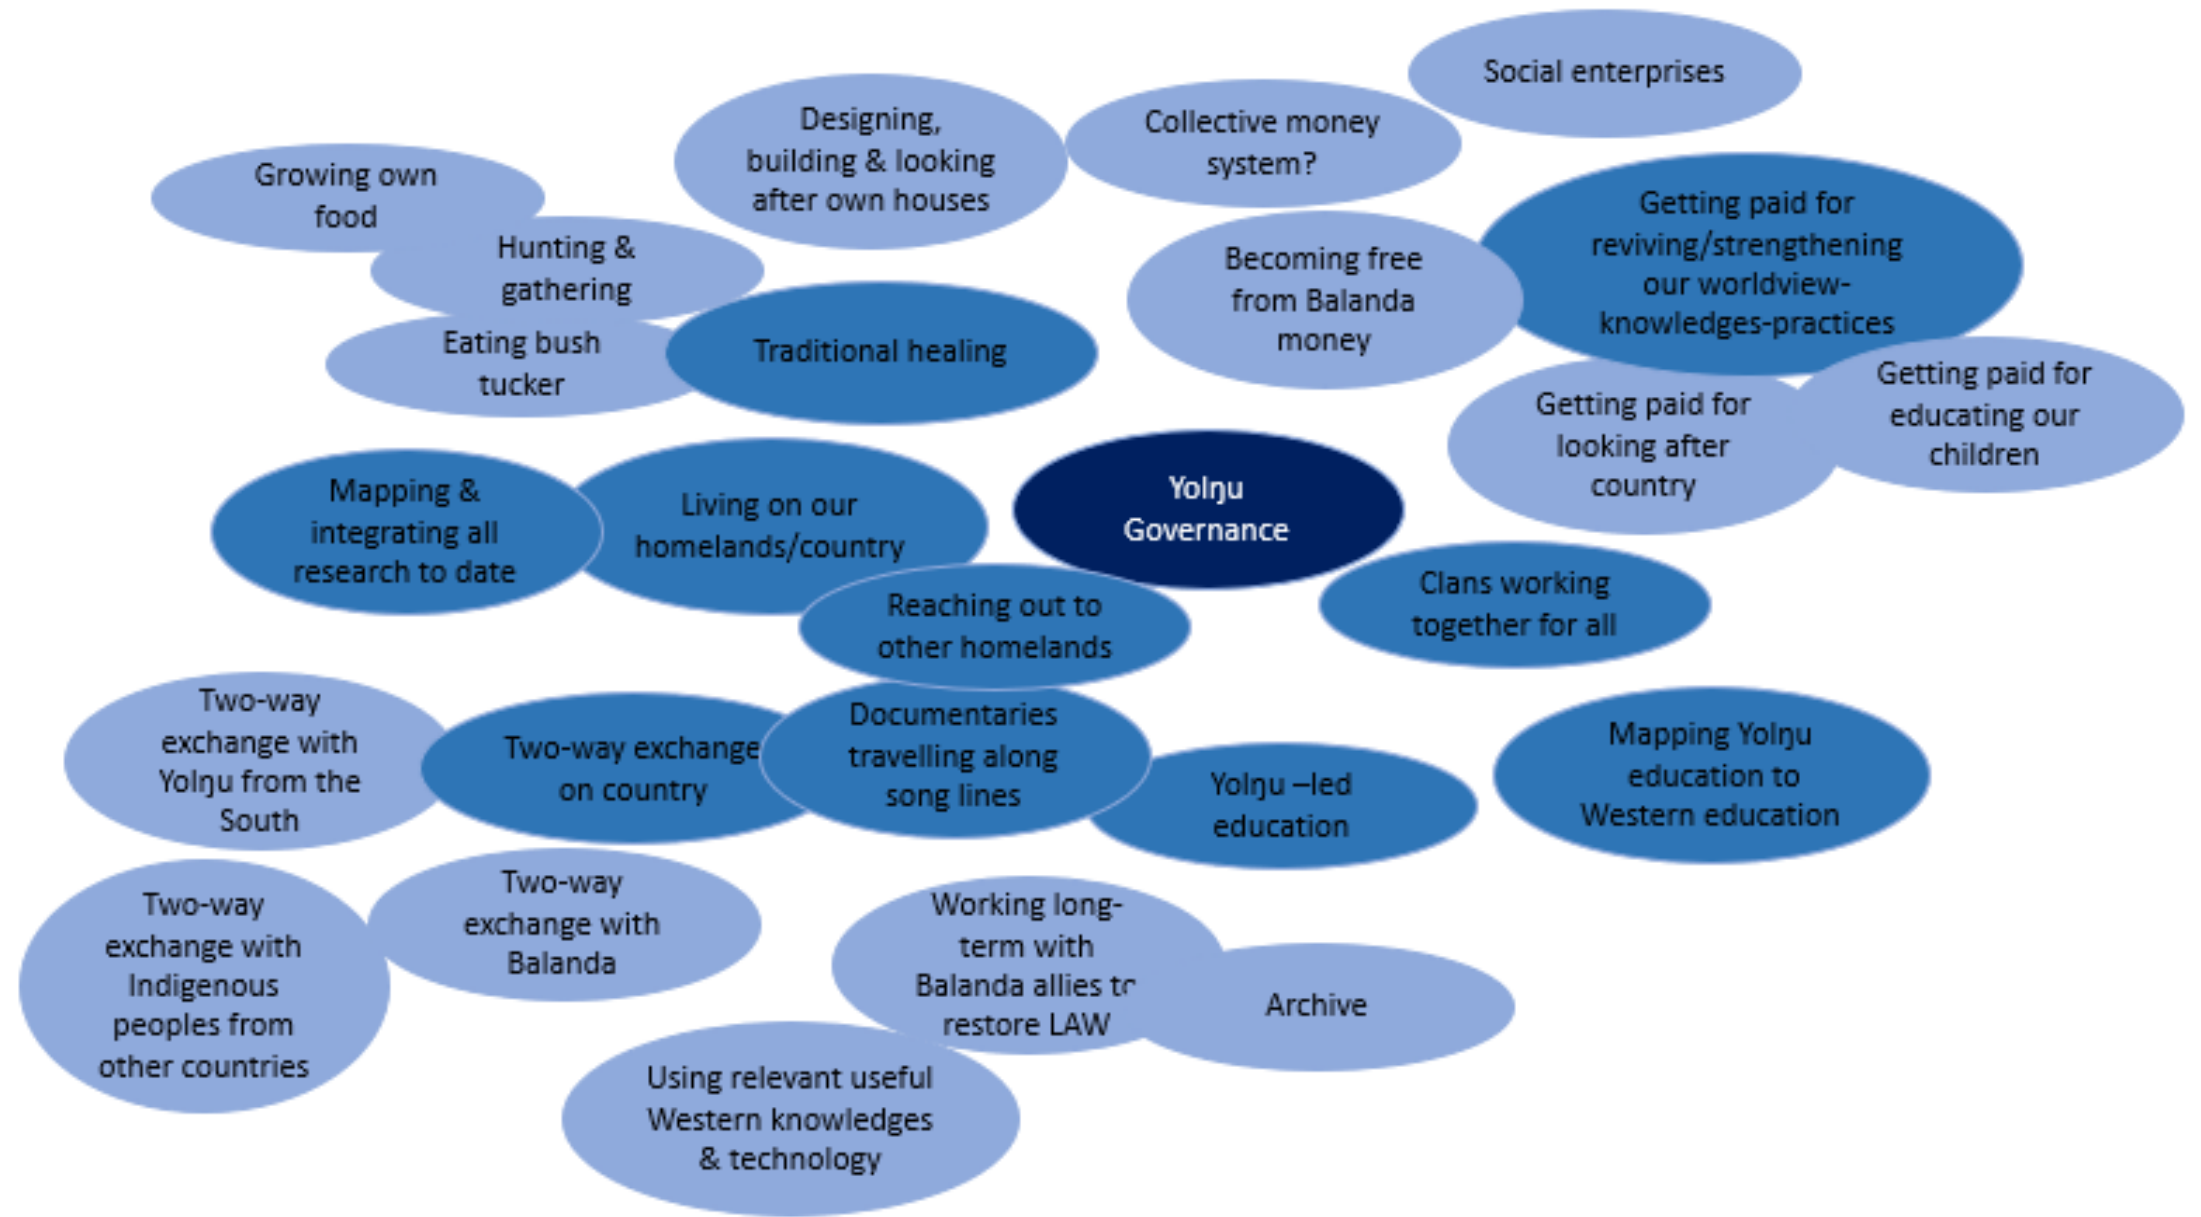 Social enterprises
Designing,
building & looking
after own houses
Collective money
system?
Growing own
food
Hunting &
gathering
Eating bush
tucker
Traditional healing
Becoming free
from Balanda
money
Getting paid for
reviving/strengthening
our worldview-
knowledges-practices
Getting paid for
looking after
country
Getting paid for
educating our
children
Mapping &
integrating all
research to date
Living on our
homelands/country
Yolŋu
Governance
Reaching out to
other homelands
Clans working
together for all
Two-way
exchange with
Yolŋu from the
South
Two-way exchange
on country
Documentaries
travelling along
song lines
Yolŋu –led
education
Mapping Yolŋu
education to
Western education
Two-way
exchange with
Indigenous
peoples from
other countries
Two-way
exchange with
Balanda
Working long-
term with
Balanda allies to
restore LAW
Archive
Using relevant useful
Western knowledges
& technology